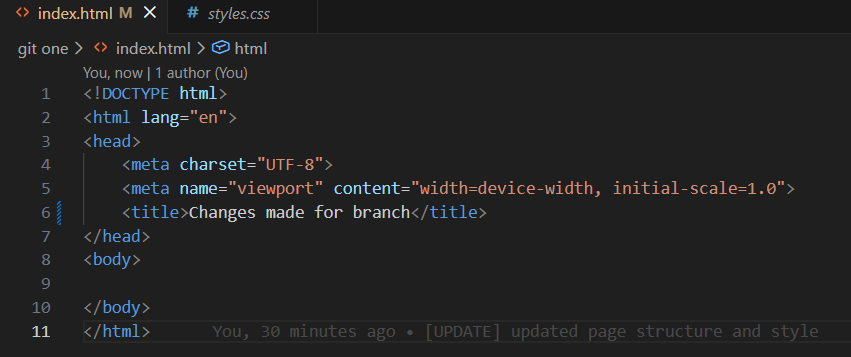 <> index.html M × # styles.css
git one > <> index.html > html
You, now | 1 author (You)
1 <!DOCTYPE html>
2 <html lang="en">
3 <head>
4     <meta charset="UTF-8">
5     <meta name="viewport" content="width=device-width, initial-scale=1.0">
6     <title>Changes made for branch</title>
7 </head>
8 <body>
9
10 </body>
11 </html> You, 30 minutes ago • [UPDATE] updated page structure and style